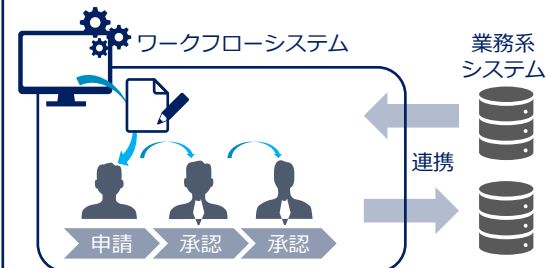 ワークフローシステム
業務系
システム
連携
申請
承認
承認